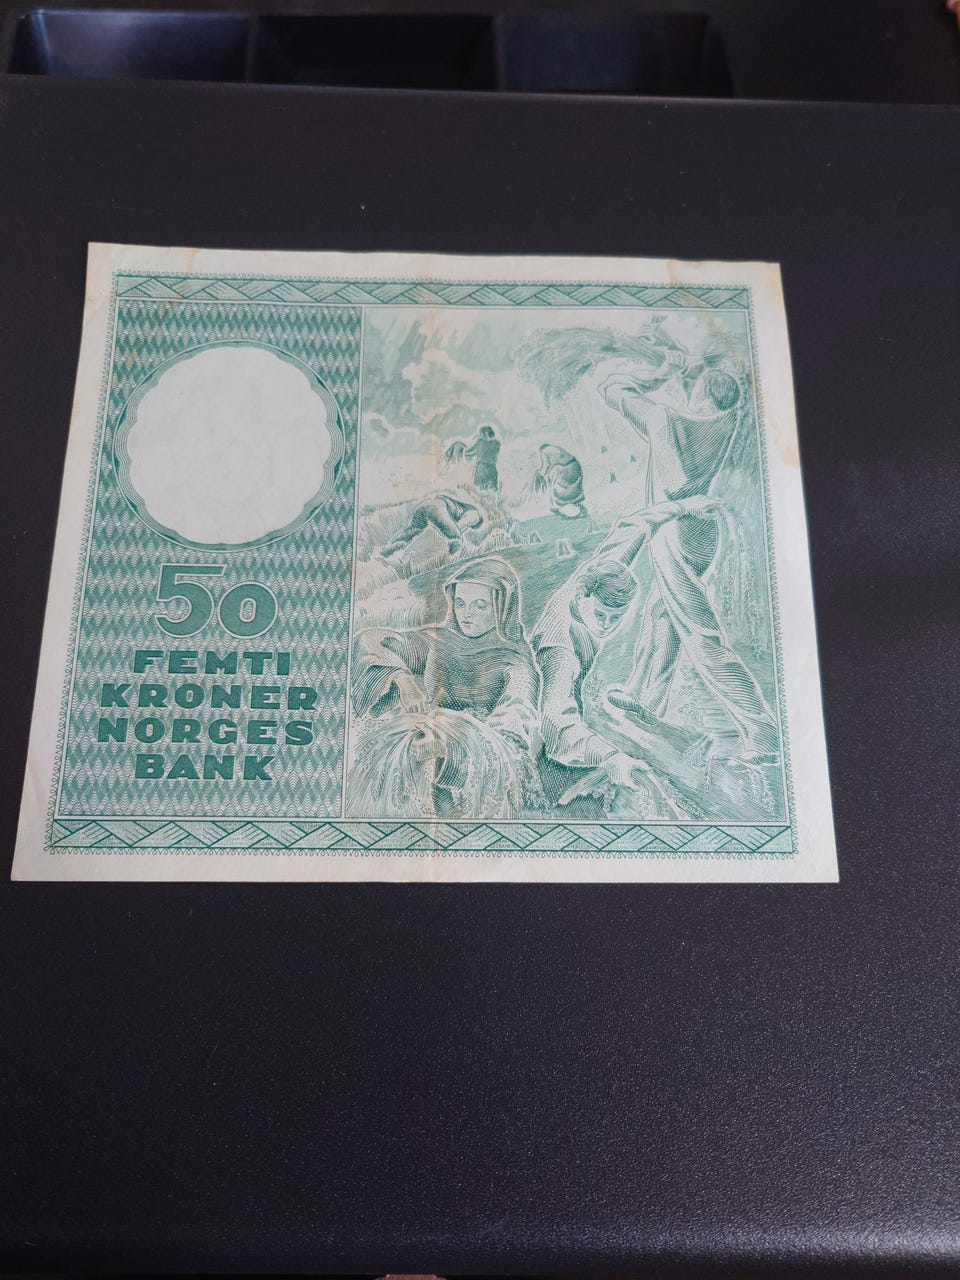 50
FEMTI
KRONER
NORGES
BANK